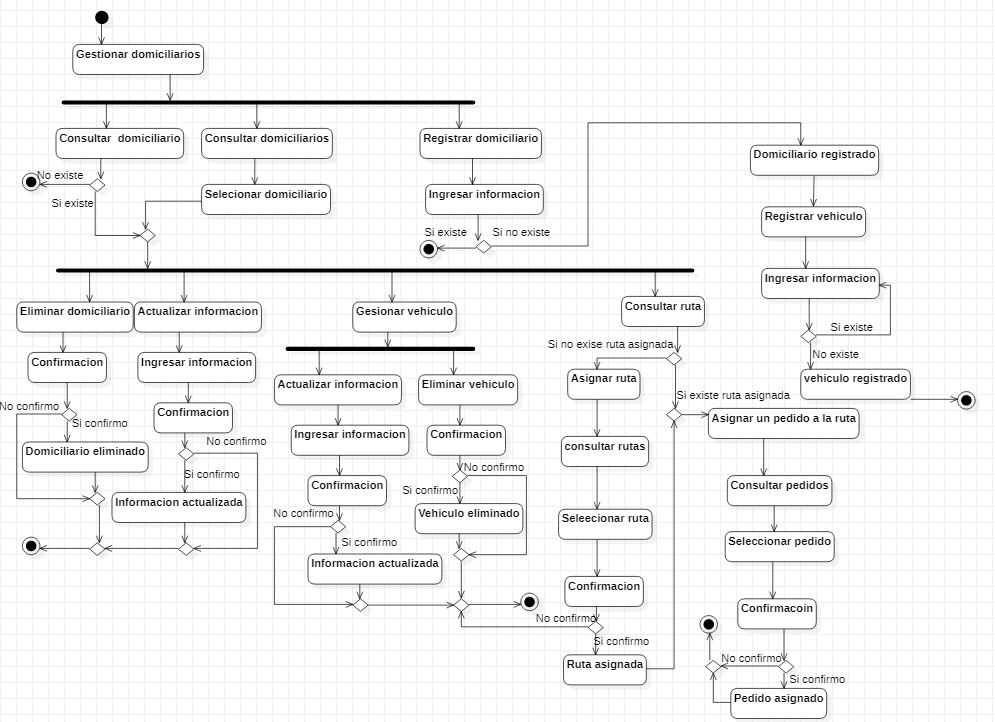 Gestionar domiciliarios
Consultar domiciliario
Consultar domiciliarios
Registrar domiciliario
Domiciliario registrado
No existe
Si existe
Selecionar domiciliario
Ingresar informacion
Si existe
Si no existe
Registrar vehiculo
Ingresar informacion
Si existe
No existe
vehiculo registrado
Eliminar domiciliario
Actualizar informacion
Gesionar vehiculo
Consultar ruta
Si no exise ruta asignada
Si existe ruta asignada
Confirmacion
Ingresar informacion
Actualizar informacion
Eliminar vehiculo
Asignar ruta
Asignar un pedido a la ruta
No confirmo
Si confirmo
Confirmacion
No confirmo
Si confirmo
Ingresar informacion
Confirmacion
consultar rutas
Domiciliario eliminado
Informacion actualizada
Confirmacion
No confirmo
Si confirmo
No confirmo
Si confirmo
Vehiculo eliminado
Informacion actualizada
Seleecionar ruta
Confirmacion
No confirmo
Si confirmo
Ruta asignada
Consultar pedidos
Seleccionar pedido
Confirmacoin
No confirmo
Si confirmo
Pedido asignado